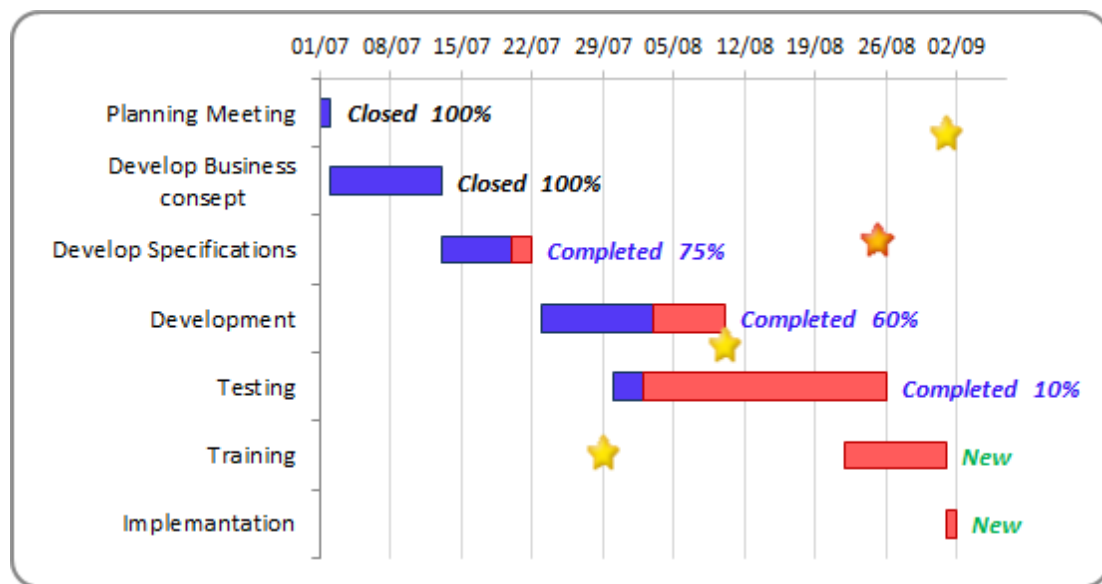 01/07 08/07 15/07 22/07 29/07 05/08 12/08 19/08 26/08 02/09
Planning Meeting Closed 100%
Develop Business
consept Closed 100%
Develop Specifications Completed 75%
Development Completed 60%
Testing Completed 10%
Training New
Implemantation New